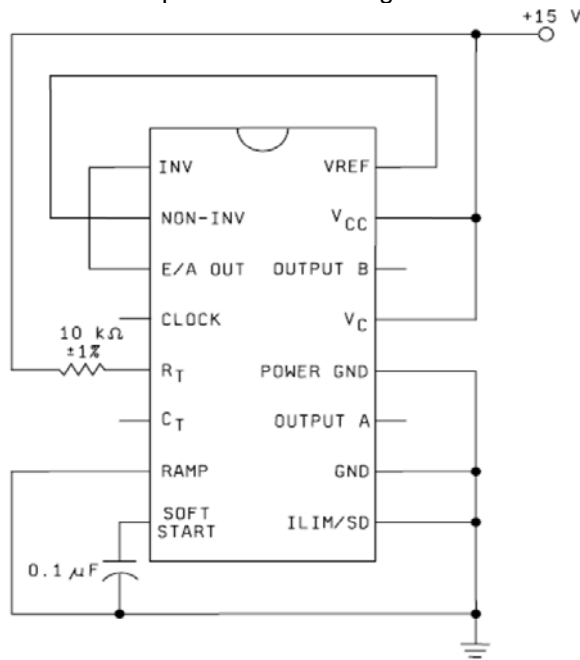 +15 V
INV
VREF
NON-INV
VCC
E/A OUT
OUTPUT B
CLOCK
VC
10 kΩ
±1%
RT
POWER GND
CT
OUTPUT A
RAMP
GND
SOFT
START
ILIM/SD
0.1 μF